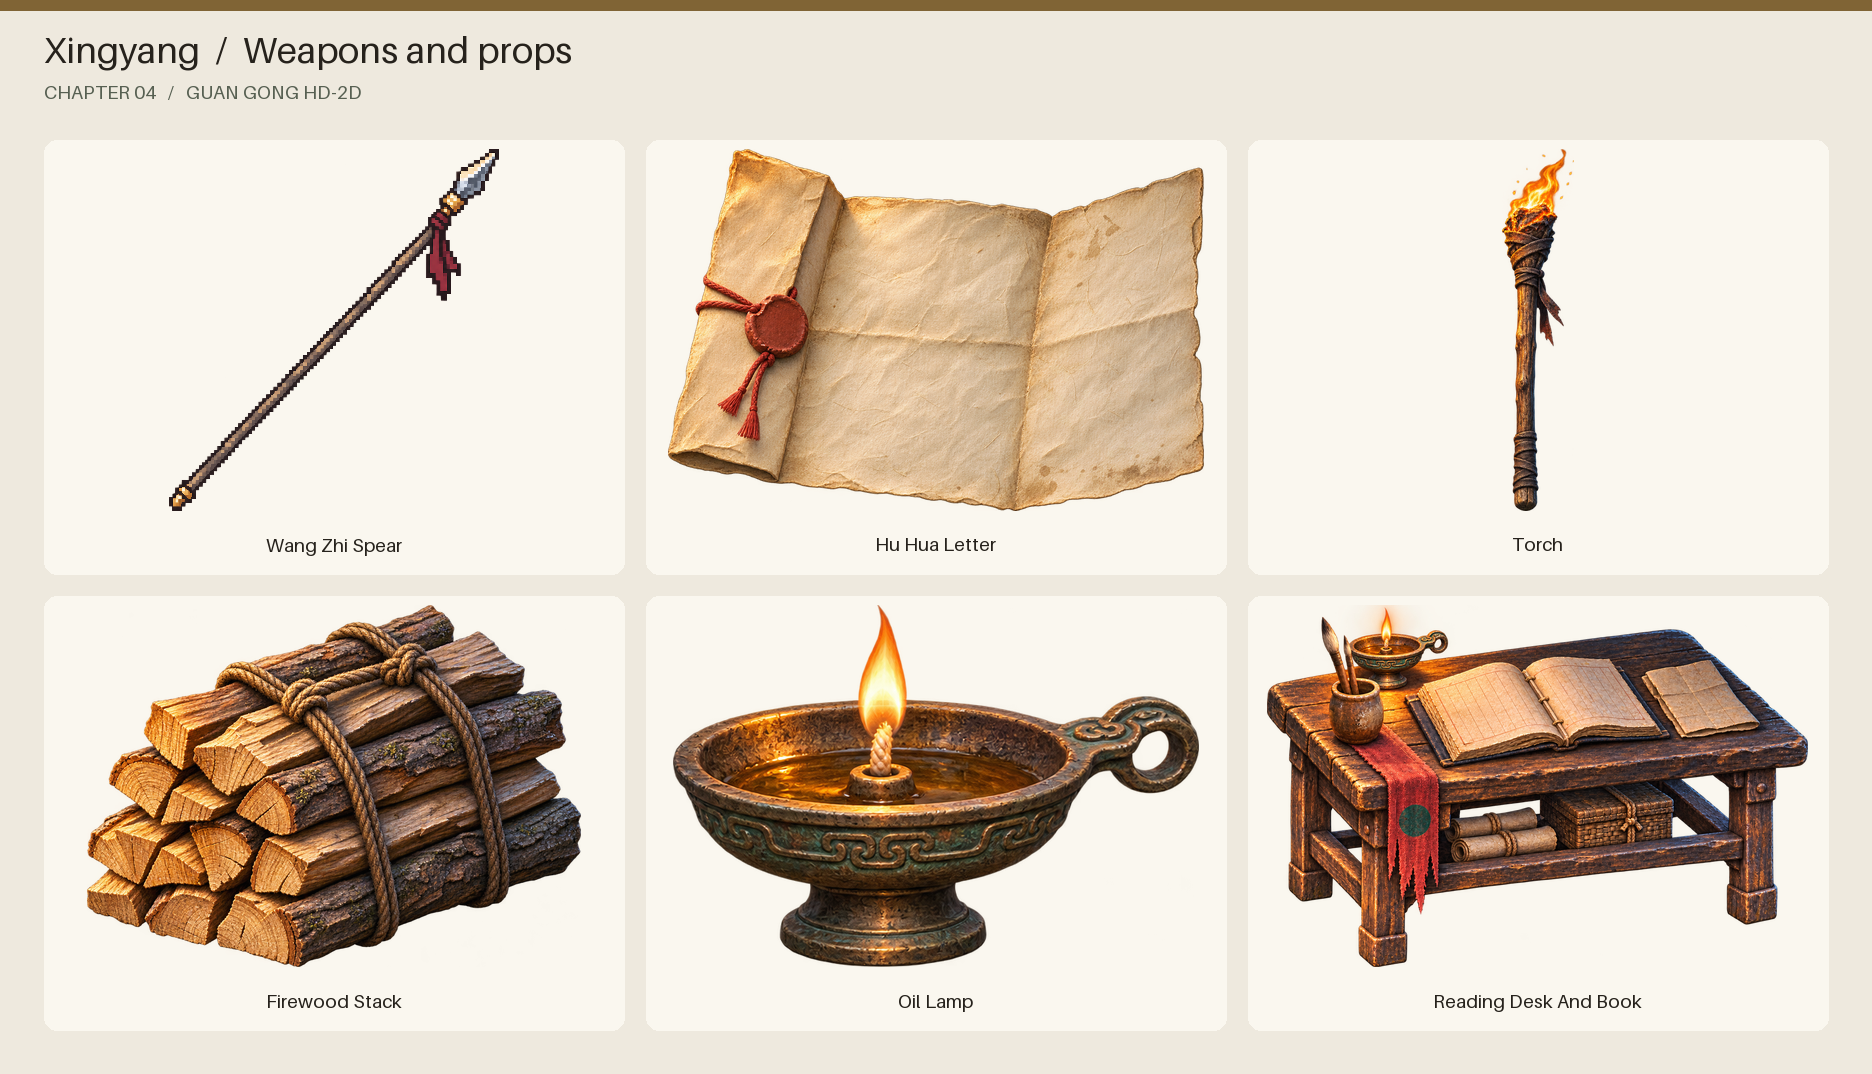 Xingyang / Weapons and props
CHAPTER 04 / GUAN GONG HD-2D
Wang Zhi Spear
Hu Hua Letter
Torch
Firewood Stack
Oil Lamp
Reading Desk And Book